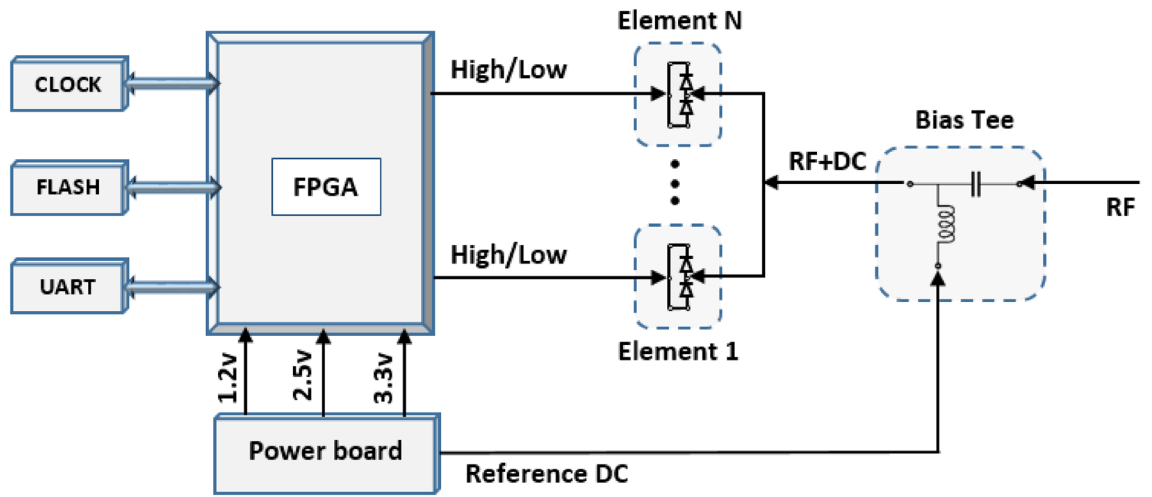 Element N
CLOCK
High/Low
Bias Tee
RF+DC
FLASH
FPGA
RF
High/Low
UART
Element 1
1.2v
2.5v
3.3v
Power board
Reference DC